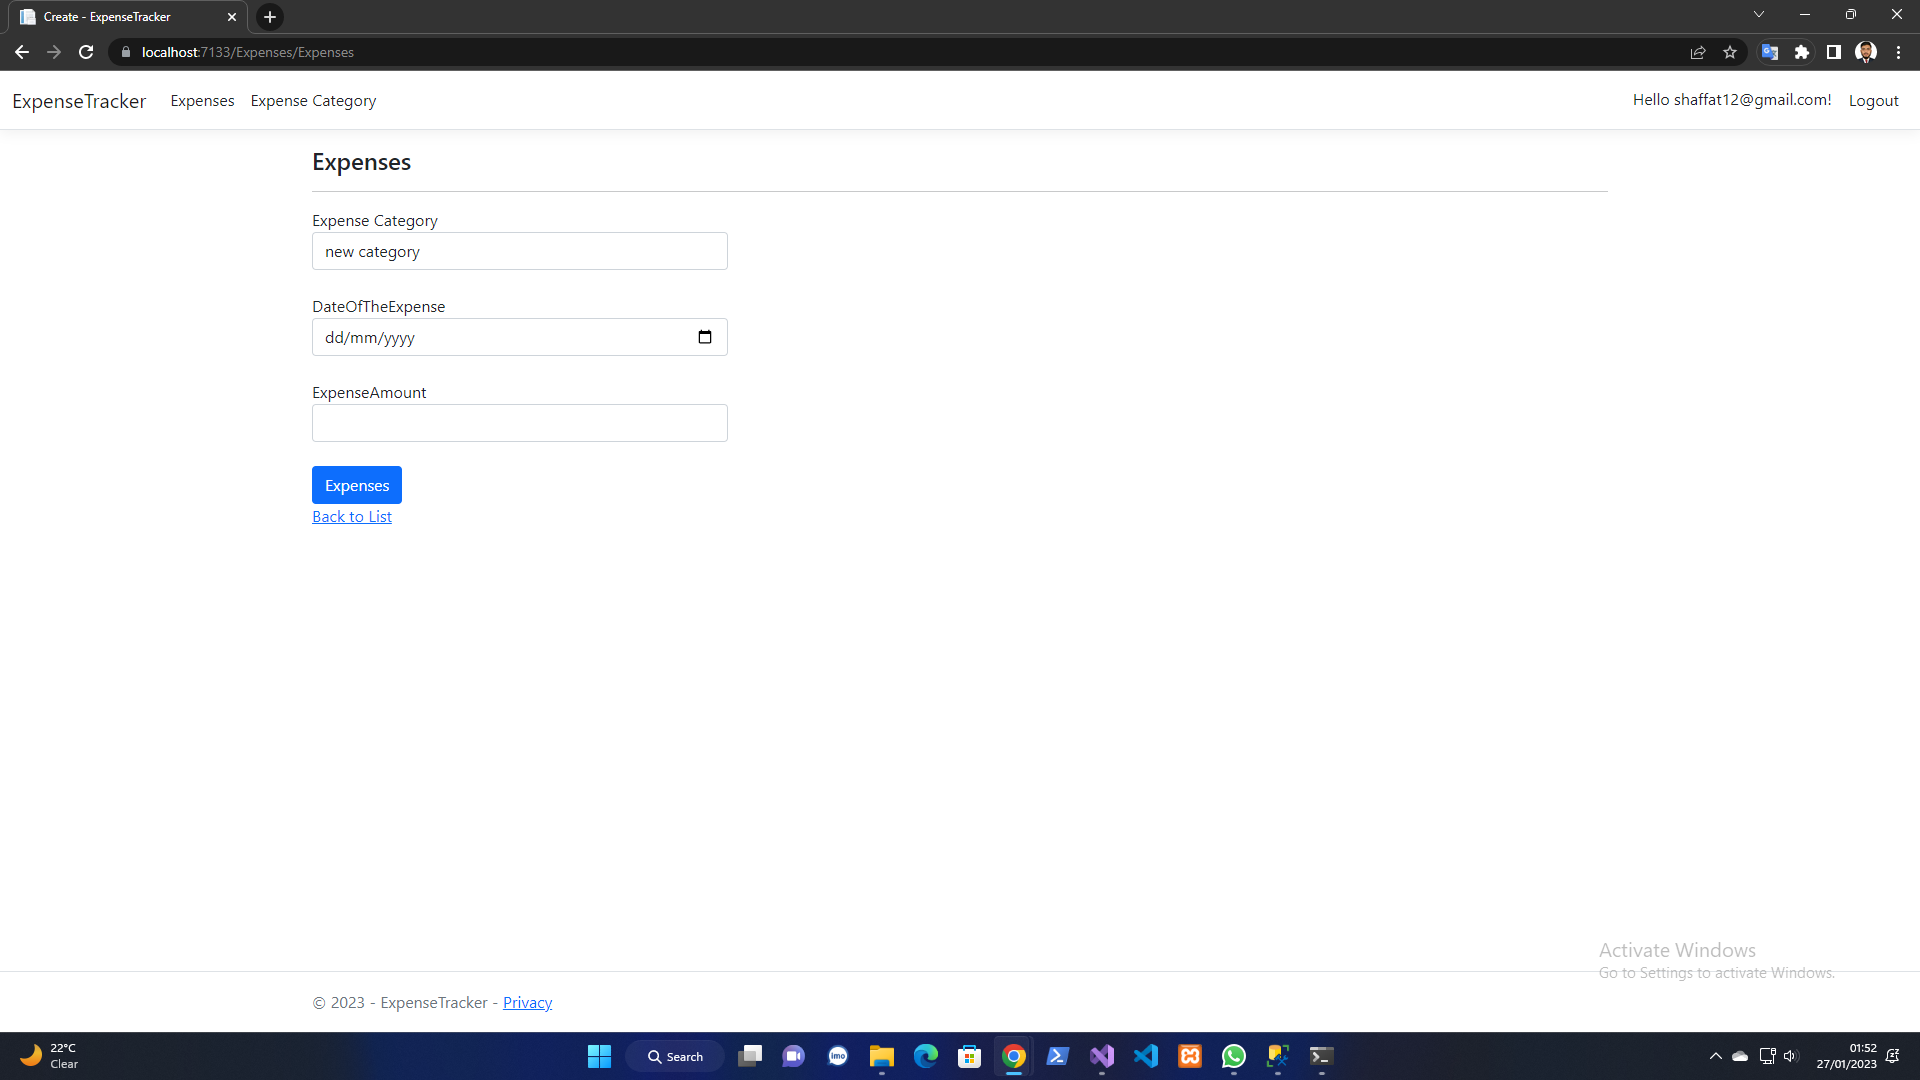 Create - ExpenseTracker
localhost:7133/Expenses/Expenses
ExpenseTracker Expenses Expense Category Hello shaffat12@gmail.com! Logout
Expenses
Expense Category
new category
DateOfTheExpense
dd/mm/yyyy
ExpenseAmount
Expenses
Back to List
Activate Windows
Go to Settings to activate Windows.
© 2023 - ExpenseTracker - Privacy
22°C
Clear
Search
imo
01:52
27/01/2023